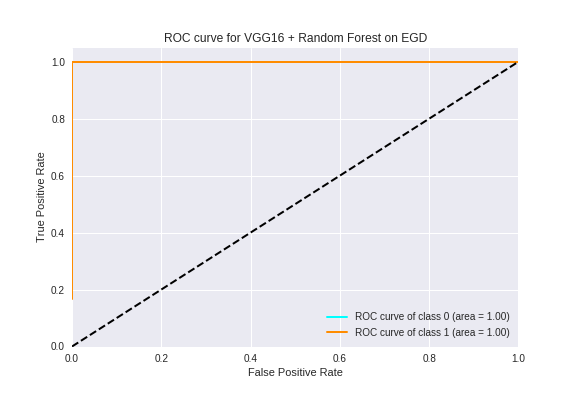 ROC curve for VGG16 + Random Forest on EGD
1.0
0.8
0.6
0.4
0.2
0.0
True Positive Rate
ROC curve of class 0 (area = 1.00)
ROC curve of class 1 (area = 1.00)
0.0 0.2 0.4 0.6 0.8 1.0
False Positive Rate